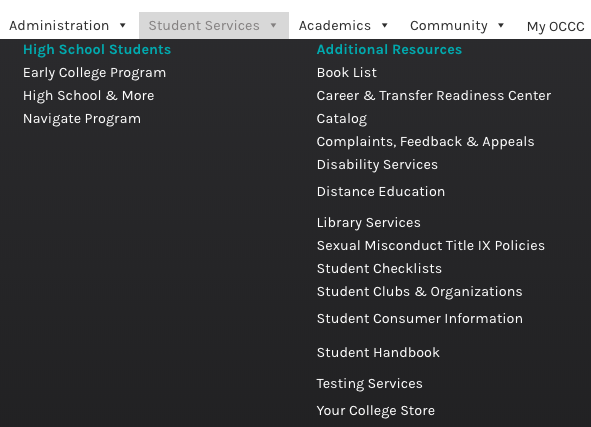 Administration
Student Services
Academics
Community
My OCCC
High School Students
Early College Program
High School & More
Navigate Program
Additional Resources
Book List
Career & Transfer Readiness Center
Catalog
Complaints, Feedback & Appeals
Disability Services
Distance Education
Library Services
Sexual Misconduct Title IX Policies
Student Checklists
Student Clubs & Organizations
Student Consumer Information
Student Handbook
Testing Services
Your College Store